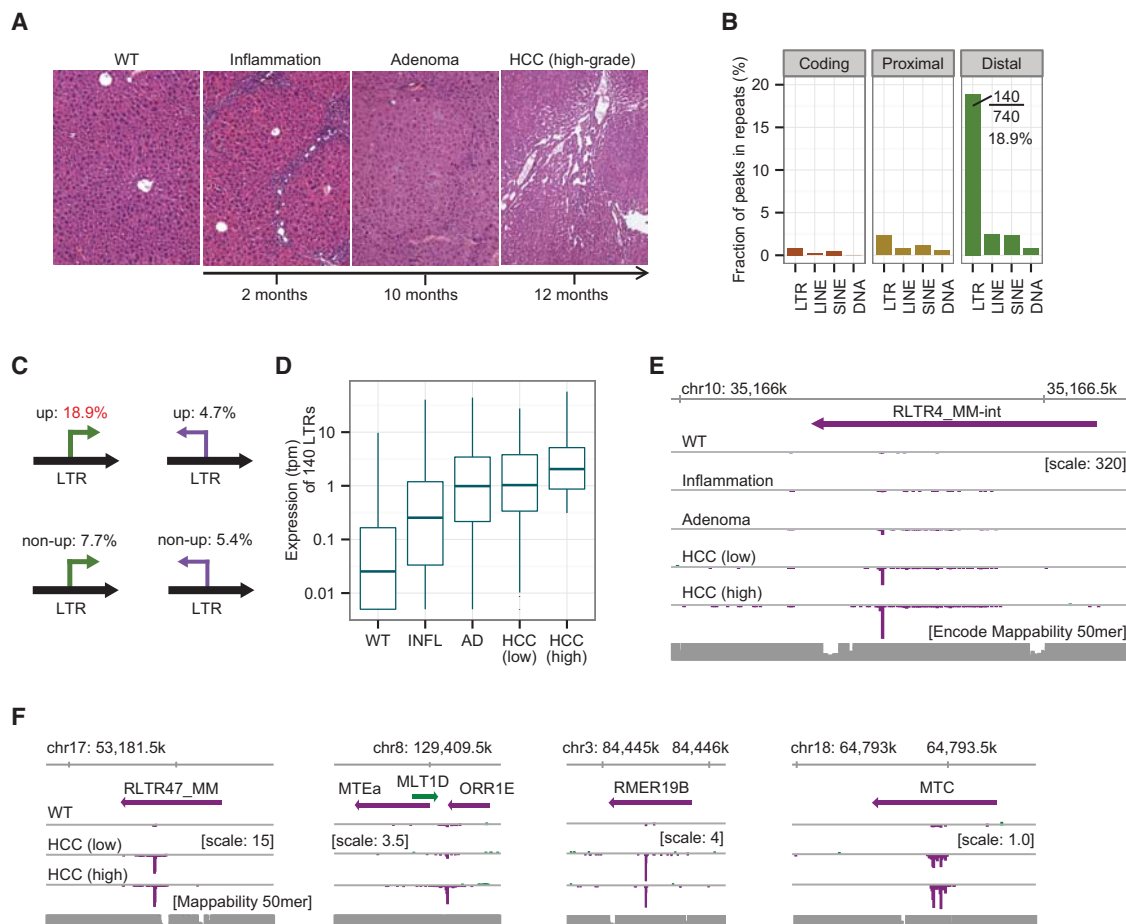 A
WT
Inflammation
Adenoma
HCC (high-grade)
2 months
10 months
12 months
B
Fraction of peaks in repeats (%)
20
15
10
5
0
Coding
Proximal
Distal
140
740
18.9%
LTR
LINE
SINE
DNA
LTR
LINE
SINE
DNA
LTR
LINE
SINE
DNA
C
up: 18.9%
LTR
up: 4.7%
LTR
non-up: 7.7%
LTR
non-up: 5.4%
LTR
D
Expression (tpm)
of 140 LTRs
10
1
0.1
0.01
WT
INFL
AD
HCC
(low)
HCC
(high)
E
chr10: 35,166k
35,166.5k
RLTR4_MM-int
WT
[scale: 320]
Inflammation
Adenoma
HCC (low)
HCC (high)
[Encode Mappability 50mer]
F
chr17: 53,181.5k
RLTR47_MM
WT
[scale: 15]
HCC (low)
HCC (high)
[Mappability 50mer]
chr8: 129,409.5k
MTEa
MLT1D
ORR1E
[scale: 3.5]
chr3: 84,445k
84,446k
RMER19B
[scale: 4]
chr18: 64,793k
64,793.5k
MTC
[scale: 1.0]